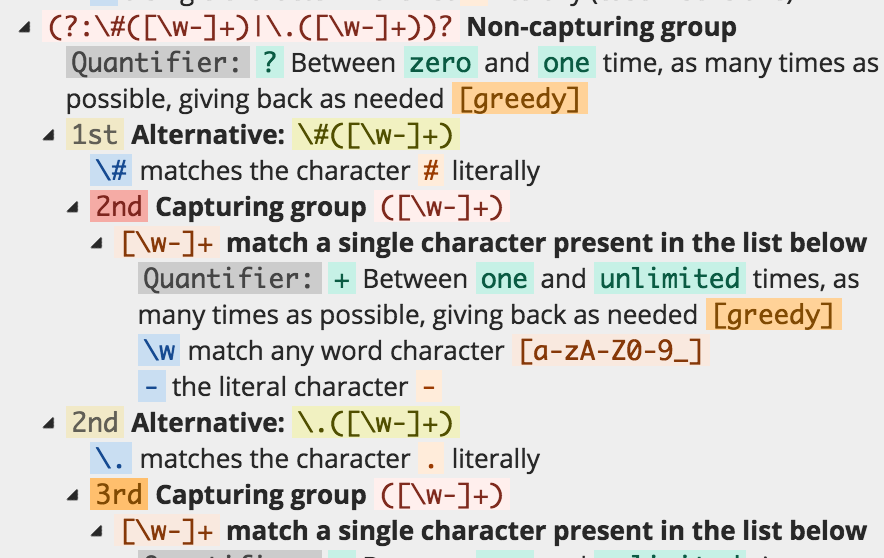 (?:\#([\w-]+)|\.([\w-]+))? Non-capturing group
Quantifier: ? Between zero and one time, as many times as
possible, giving back as needed [greedy]
1st Alternative: \#([\w-]+)
\# matches the character # literally
2nd Capturing group ([\w-]+)
[\w-]+ match a single character present in the list below
Quantifier: + Between one and unlimited times, as
many times as possible, giving back as needed [greedy]
\w match any word character [a-zA-Z0-9_]
- the literal character -
2nd Alternative: \.([\w-]+)
\. matches the character . literally
3rd Capturing group ([\w-]+)
[\w-]+ match a single character present in the list below